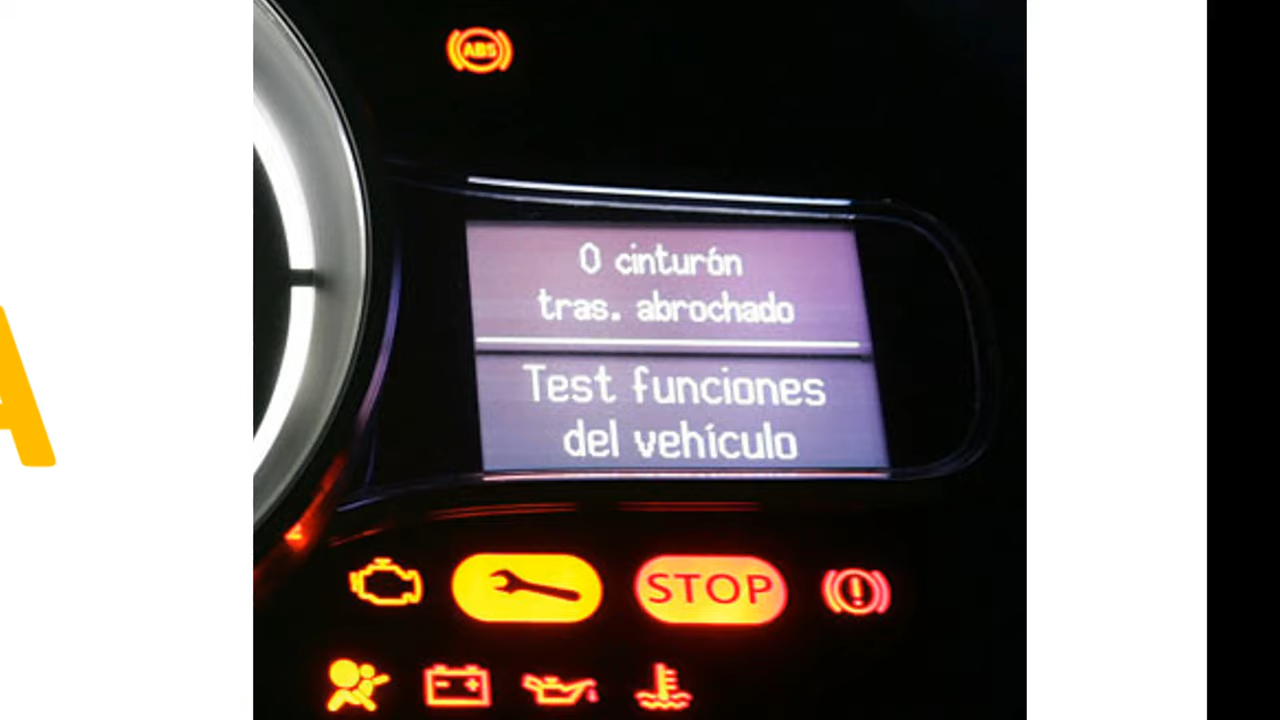 A
ABS
0 cinturón
tras. abrochado
Test funciones
del vehículo
STOP